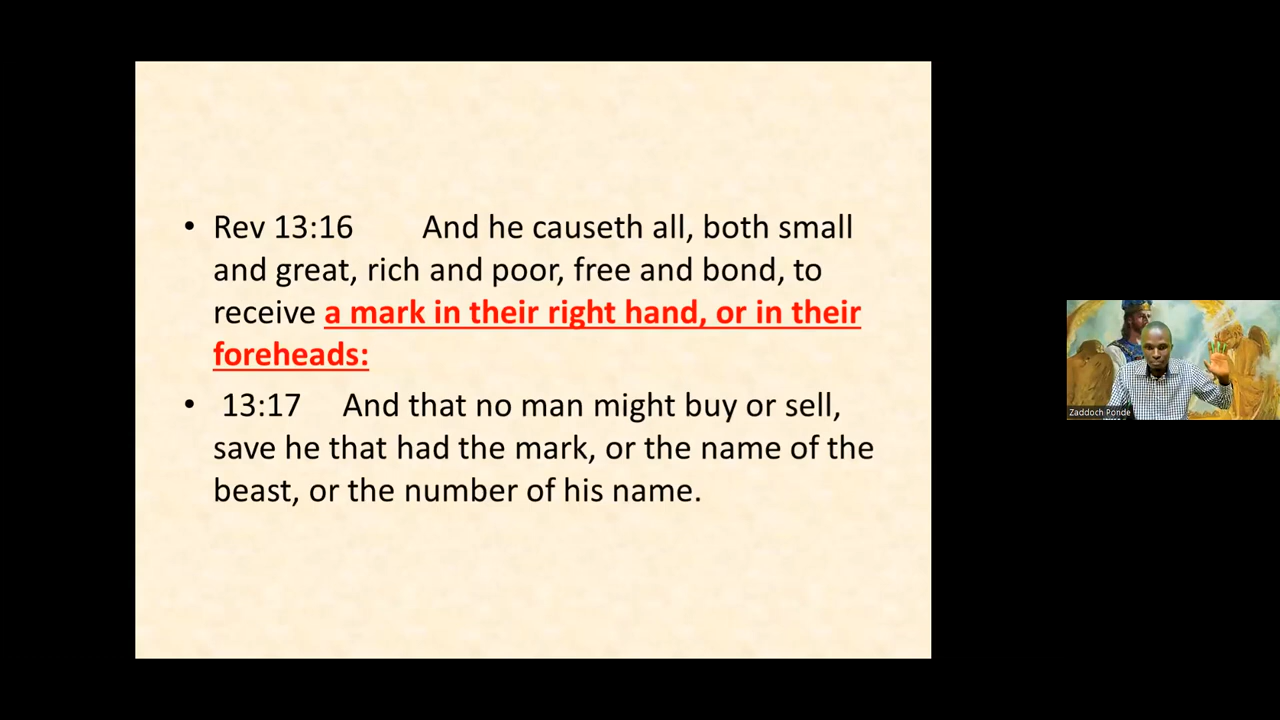 • Rev 13:16 And he causeth all, both small
and great, rich and poor, free and bond, to
receive a mark in their right hand, or in their
foreheads:
• 13:17 And that no man might buy or sell,
save he that had the mark, or the name of the
beast, or the number of his name.
Zaddoch Ponde